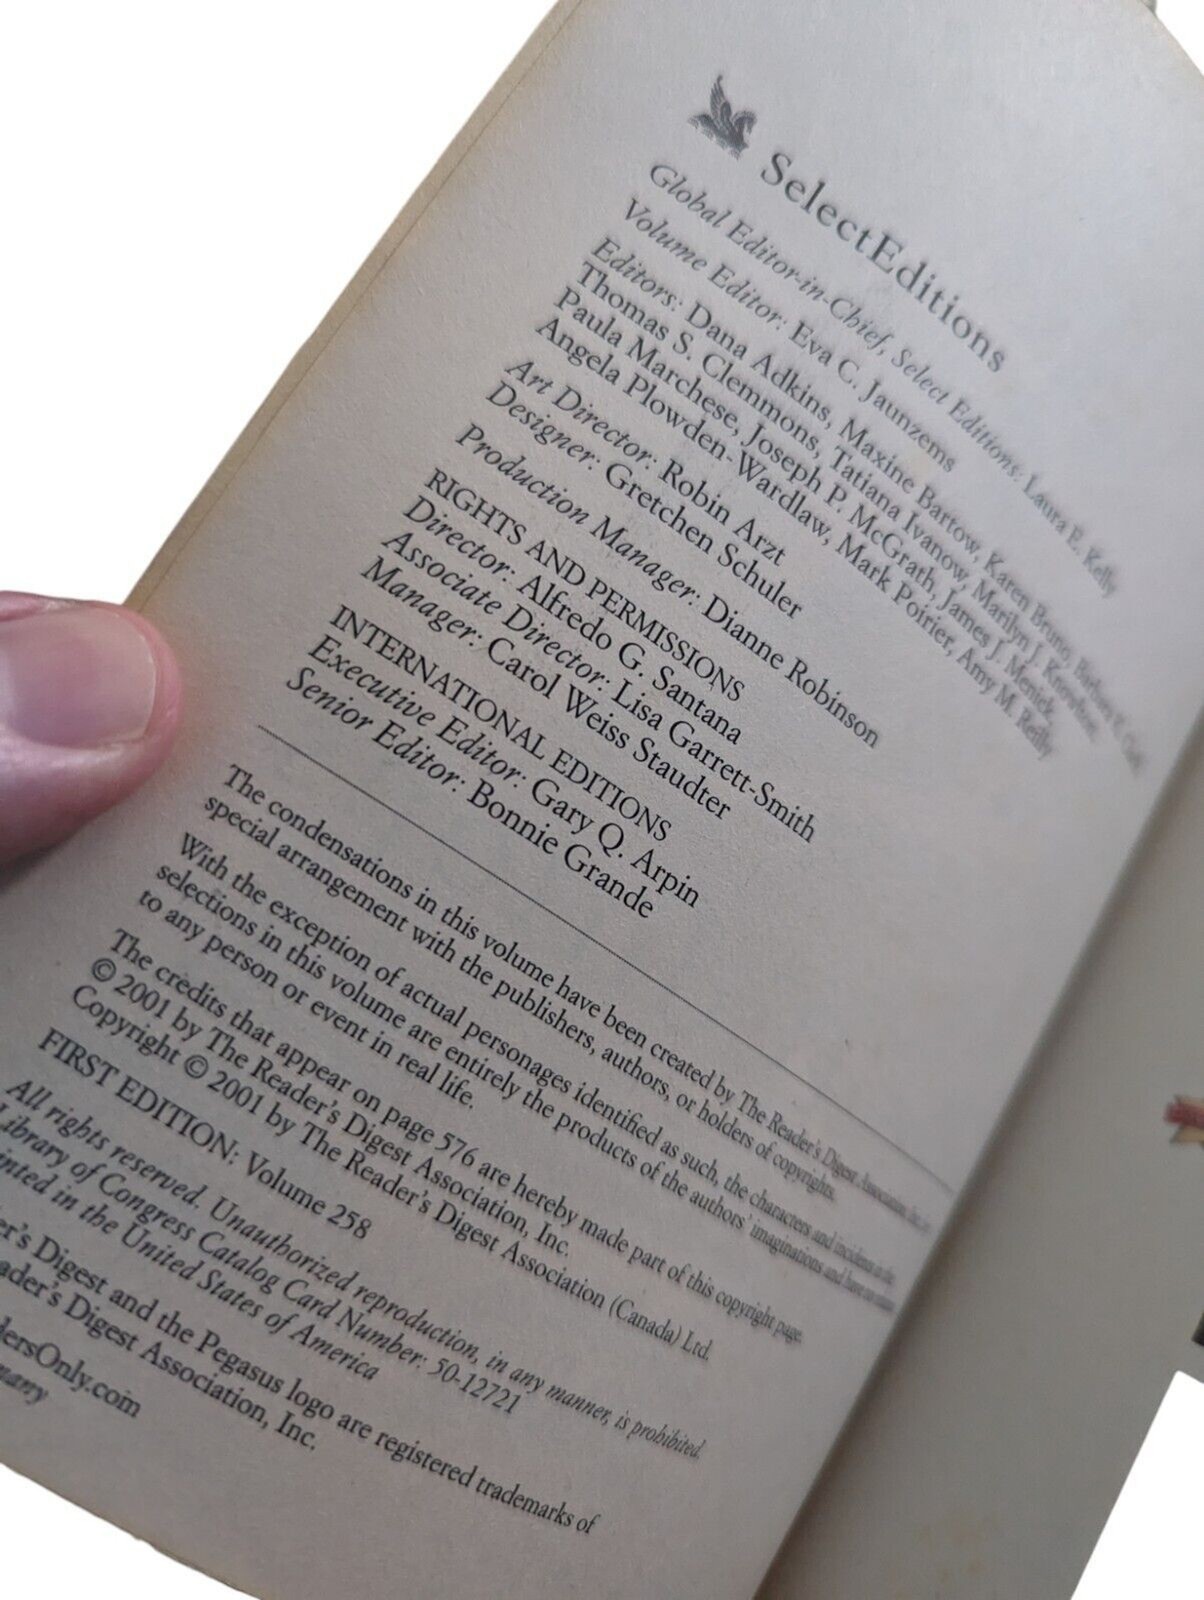 SelectEditions
Global Editor-in-Chief, Select Editions: Laura E. Kelly
Volume Editor: Eva C. Jaunzems
Editors: Dana Adkins, Maxine Bartow, Karen Bruno, Barbara
Thomas S. Clemmons, Tatiana Ivanow, Marilyn J. Knowlton,
Paula Marchese, Joseph P. McGrath, James J. Menick,
Angela Plowden-Wardlaw, Mark Poirier, Amy M. Reilly
Art Director: Robin Arzt
Designer: Gretchen Schuler
Production Manager: Dianne Robinson
RIGHTS AND PERMISSIONS
Director: Alfredo G. Santana
Associate Director: Lisa Garrett-Smith
Manager: Carol Weiss Staudter
INTERNATIONAL EDITIONS
Executive Editor: Gary Q. Arpin
Senior Editor: Bonnie Grande
The condensations in this volume have been created by The Reader's Digest Association, Inc.,
special arrangement with the publishers, authors, or holders of copyrights.
With the exception of actual personages identified as such, the characters and incidents in the
selections in this volume are entirely the products of the authors' imaginations and have no relation
to any person or event in real life.
The credits that appear on page 576 are hereby made part of this copyright page.
© 2001 by The Reader's Digest Association, Inc.
Copyright © 2001 by The Reader's Digest Association (Canada) Ltd.
FIRST EDITION: Volume 258
All rights reserved. Unauthorized reproduction, in any manner, is prohibited.
Library of Congress Catalog Card Number: 50-12721
inted in the United States of America
er's Digest and the Pegasus logo are registered trademarks of
ader's Digest Association, Inc.
dersOnly.com
many